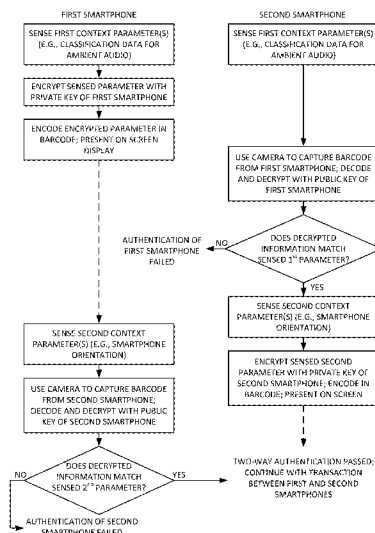 FIRST SMARTPHONE
SENSE FIRST CONTEXT PARAMETER(S)
(E.G., CLASSIFICATION DATA FOR
AMBIENT AUDIO)
ENCRYPT SENSED PARAMETER WITH
PRIVATE KEY OF FIRST SMARTPHONE
ENCODE ENCRYPTED PARAMETER IN
BARCODE; PRESENT ON SCREEN
DISPLAY
SENSE SECOND CONTEXT
PARAMETER(S) (E.G., SMARTPHONE
ORIENTATION)
USE CAMERA TO CAPTURE BARCODE
FROM SECOND SMARTPHONE;
DECODE AND DECRYPT WITH PUBLIC
KEY OF SECOND SMARTPHONE
DOES DECRYPTED
INFORMATION MATCH
SENSED 2ND PARAMETER?
NO
YES
AUTHENTICATION OF SECOND
SMARTPHONE FAILED
SECOND SMARTPHONE
SENSE FIRST CONTEXT PARAMETER(S)
(E.G., CLASSIFICATION DATA FOR
AMBIENT AUDIO)
USE CAMERA TO CAPTURE BARCODE
FROM FIRST SMARTPHONE; DECODE
AND DECRYPT WITH PUBLIC KEY OF
FIRST SMARTPHONE
DOES DECRYPTED
INFORMATION MATCH
SENSED 1ST PARAMETER?
NO
AUTHENTICATION OF
FIRST SMARTPHONE
FAILED
YES
SENSE SECOND CONTEXT
PARAMETER(S) (E.G., SMARTPHONE
ORIENTATION)
ENCRYPT SENSED SECOND
PARAMETER WITH PRIVATE KEY OF
SECOND SMARTPHONE; ENCODE IN
BARCODE; PRESENT ON SCREEN
TWO-WAY AUTHENTICATION PASSED;
CONTINUE WITH TRANSACTION
BETWEEN FIRST AND SECOND
SMARTPHONES